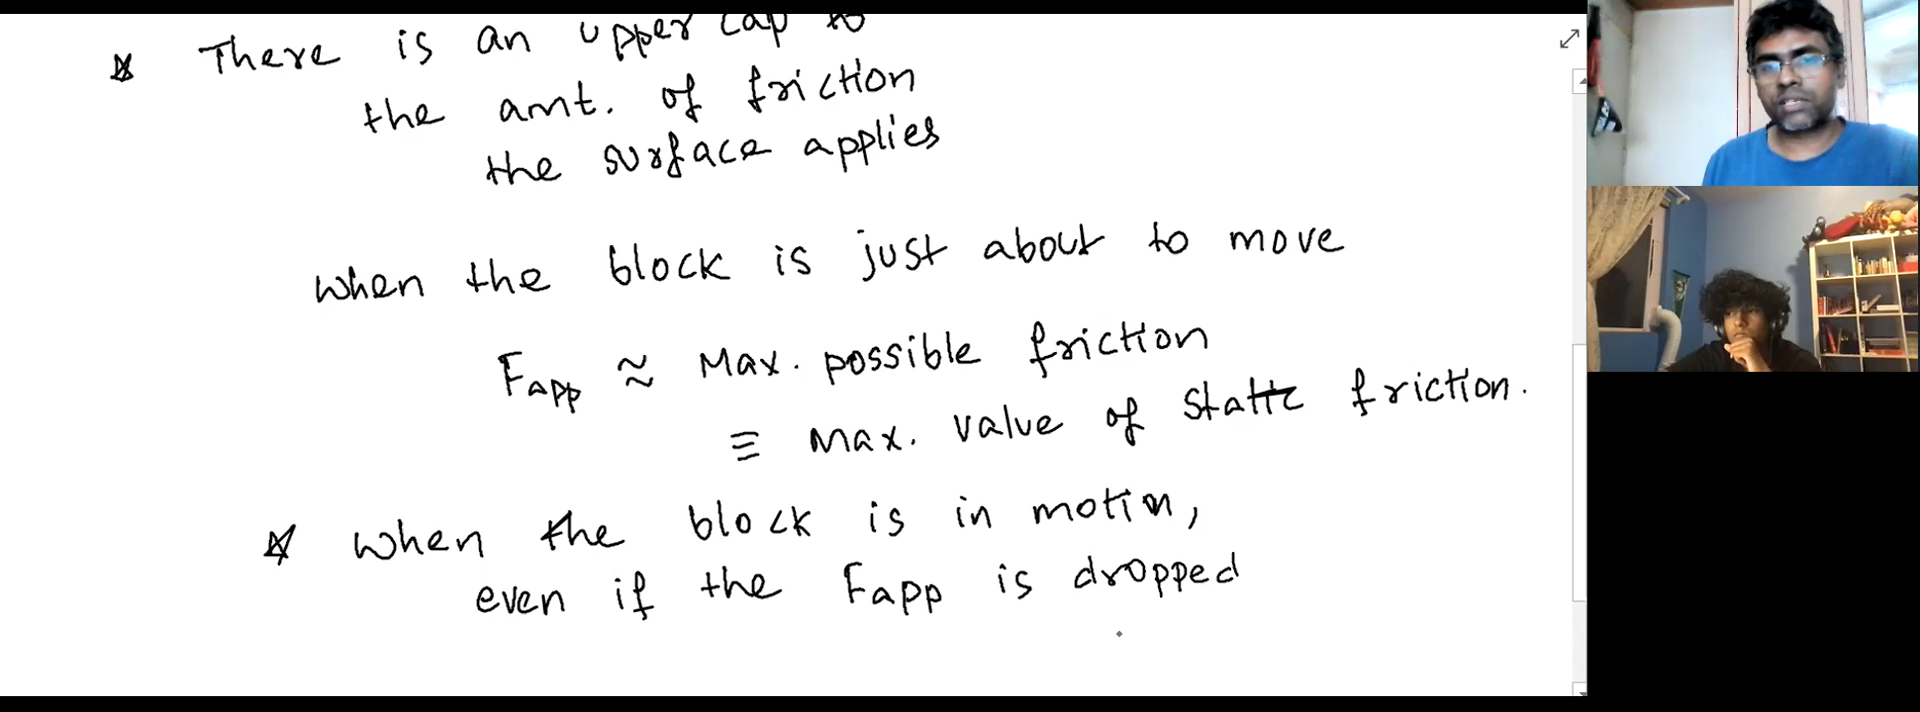 * There is an upper cap to
the amt. of friction
the surface applies
When the block is just about to move
Fapp ≈ Max. possible friction
≡ Max. value of static friction.
* When the block is in motion,
even if the Fapp is dropped